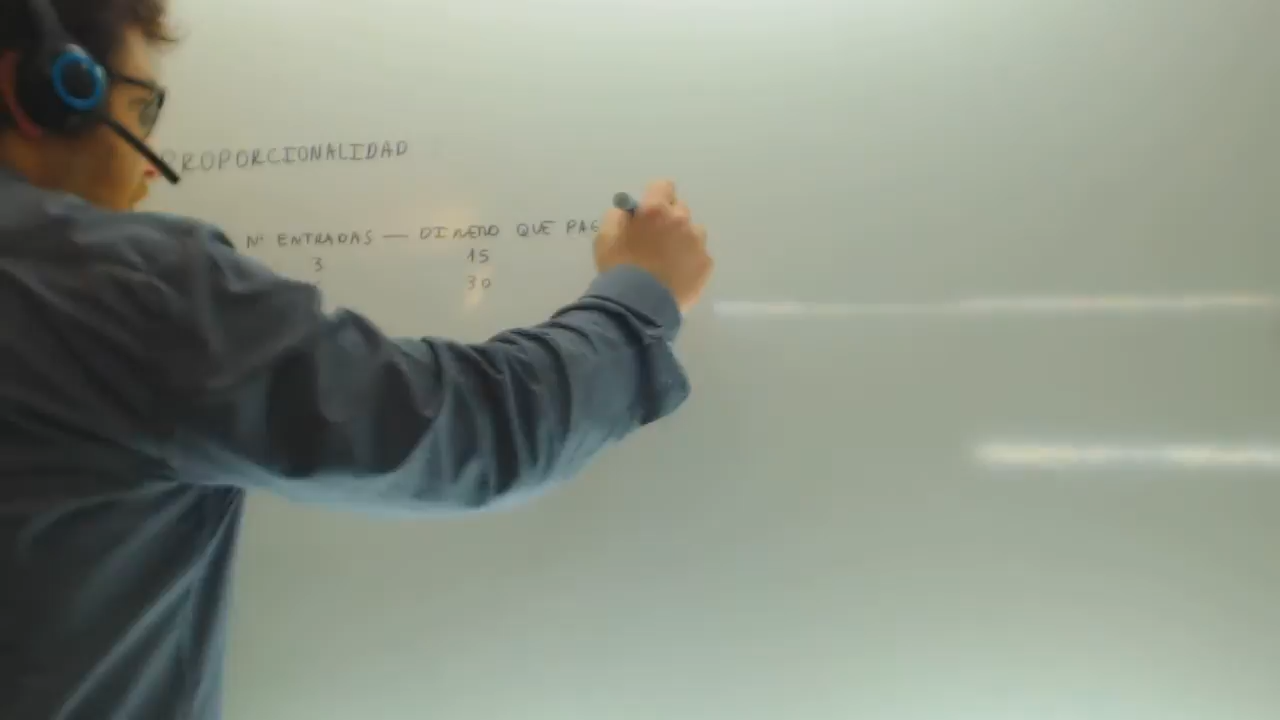 PROPORCIONALIDAD
Nº ENTRADAS — DINERO QUE PAG
3 15
30